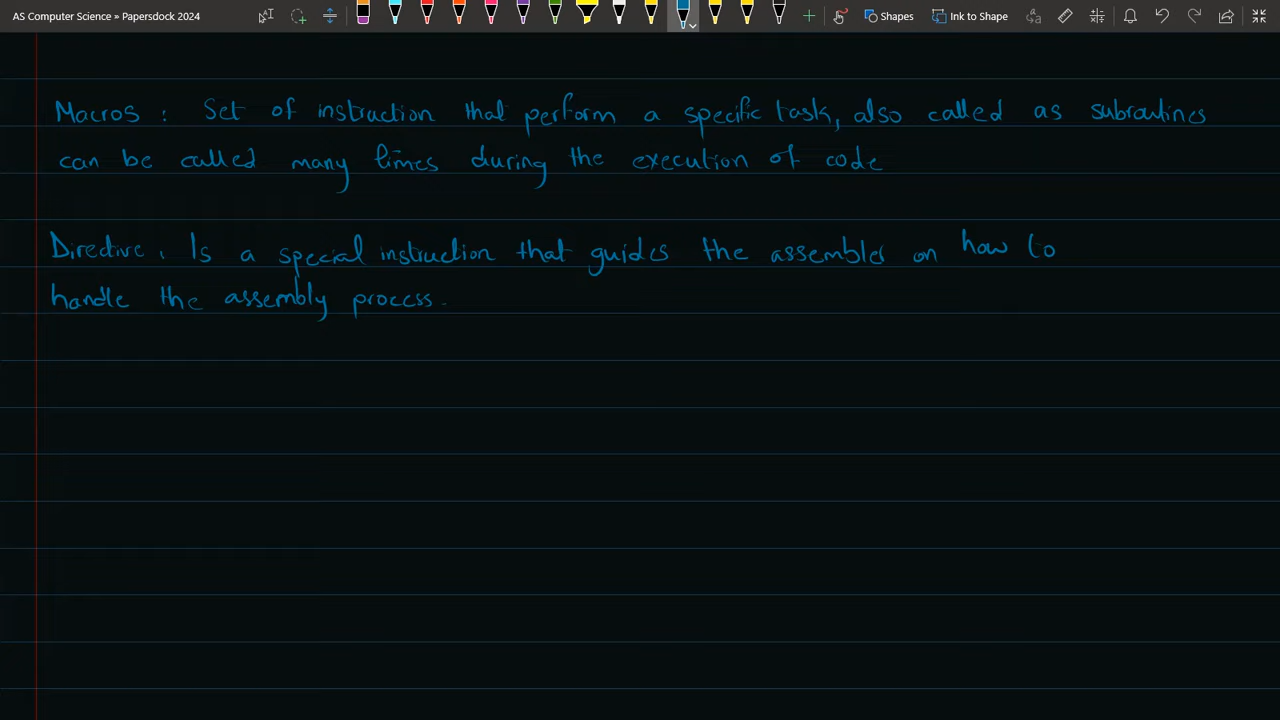 AS Computer Science » Papersdock 2024
Shapes
Ink to Shape
Macros : Set of instruction that perform a specific task, also called as subroutines
can be called many times during the execution of code
Directive : Is a special instruction that guides the assembler on how to
handle the assembly process.